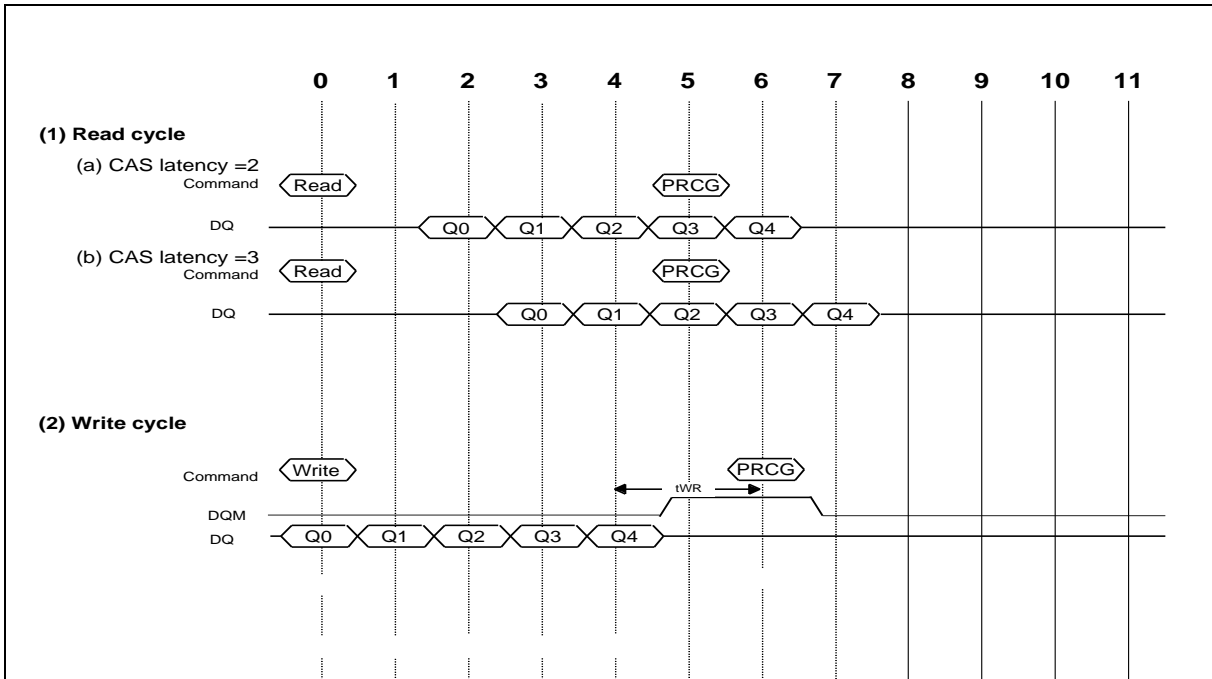 0 1 2 3 4 5 6 7 8 9 10 11
(1) Read cycle
(a) CAS latency =2
Command Read PRCG
DQ Q0 Q1 Q2 Q3 Q4
(b) CAS latency =3
Command Read PRCG
DQ Q0 Q1 Q2 Q3 Q4
(2) Write cycle
Command Write PRCG
tWR
DQM
DQ Q0 Q1 Q2 Q3 Q4